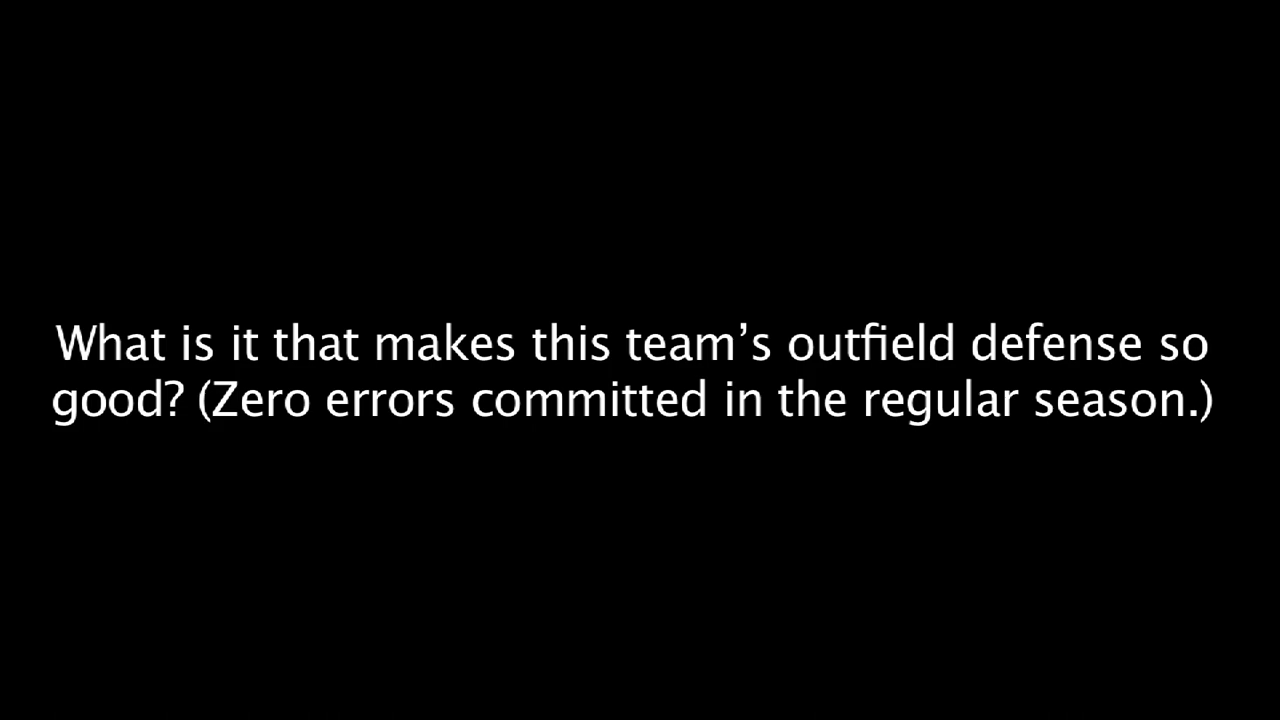 What is it that makes this team’s outfield defense so
good? (Zero errors committed in the regular season.)